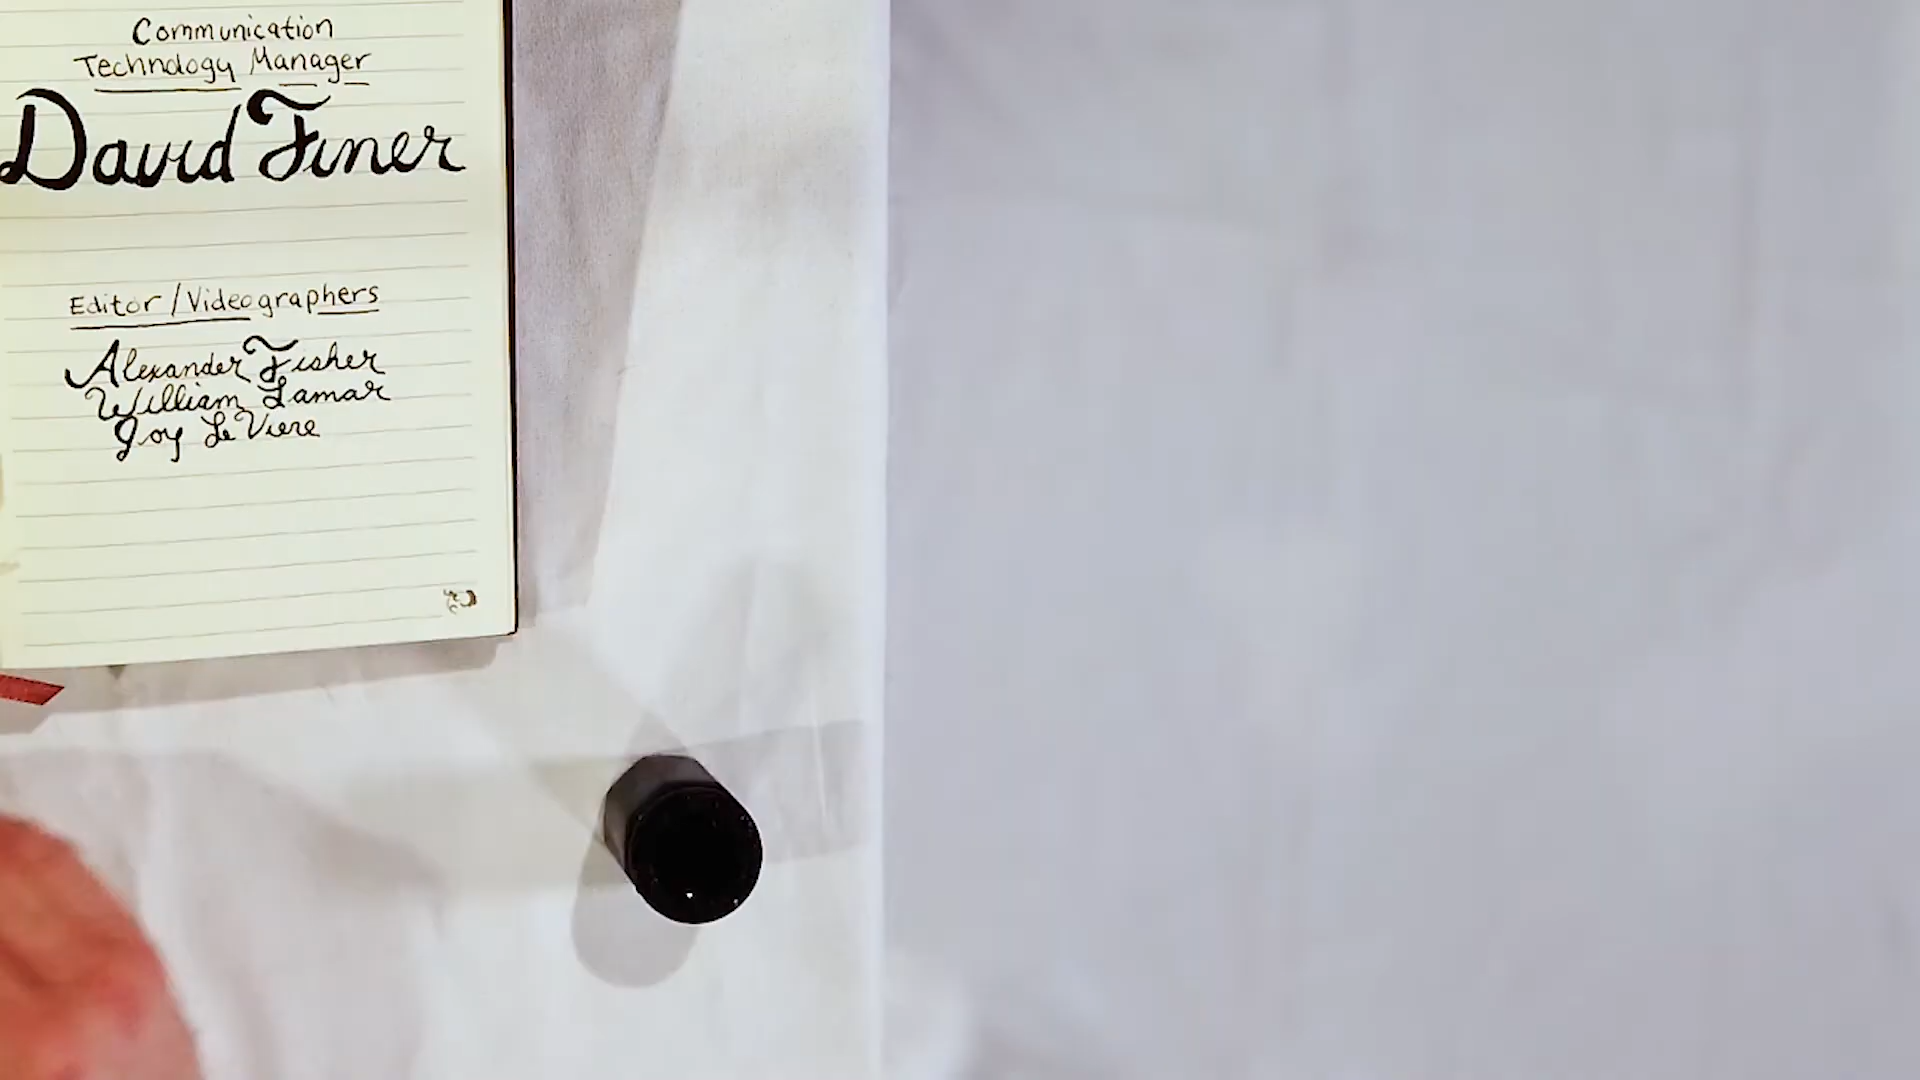 Communication
Technology Manager
David Finer
Editor/Videographers
Alexander Fisher
William Lamar
Joy LeViere